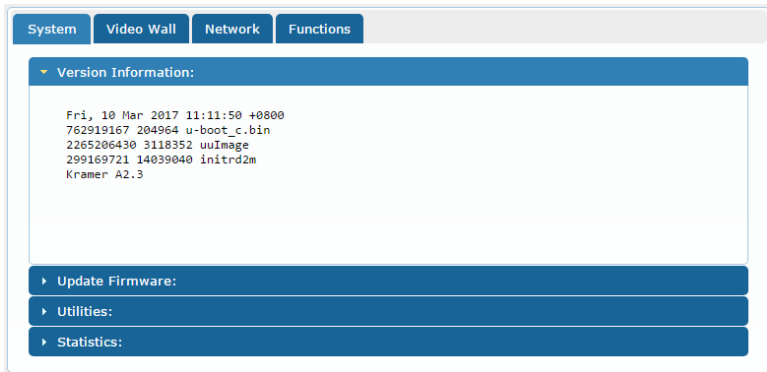 System Video Wall Network Functions
Version Information:
Fri, 10 Mar 2017 11:11:50 +0800
762919167 204964 u-boot_c.bin
2265206430 3118352 uuImage
299169721 14039040 initrd2m
Kramer A2.3
Update Firmware:
Utilities:
Statistics: